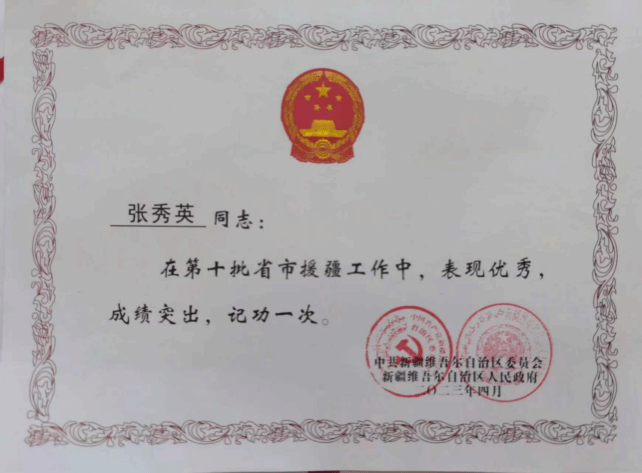 张秀英 同志：
在第十批省市援疆工作中，表现优秀，
成绩突出，记功一次。
中共新疆维吾尔自治区委员会
新疆维吾尔自治区人民政府
二〇二三年四月